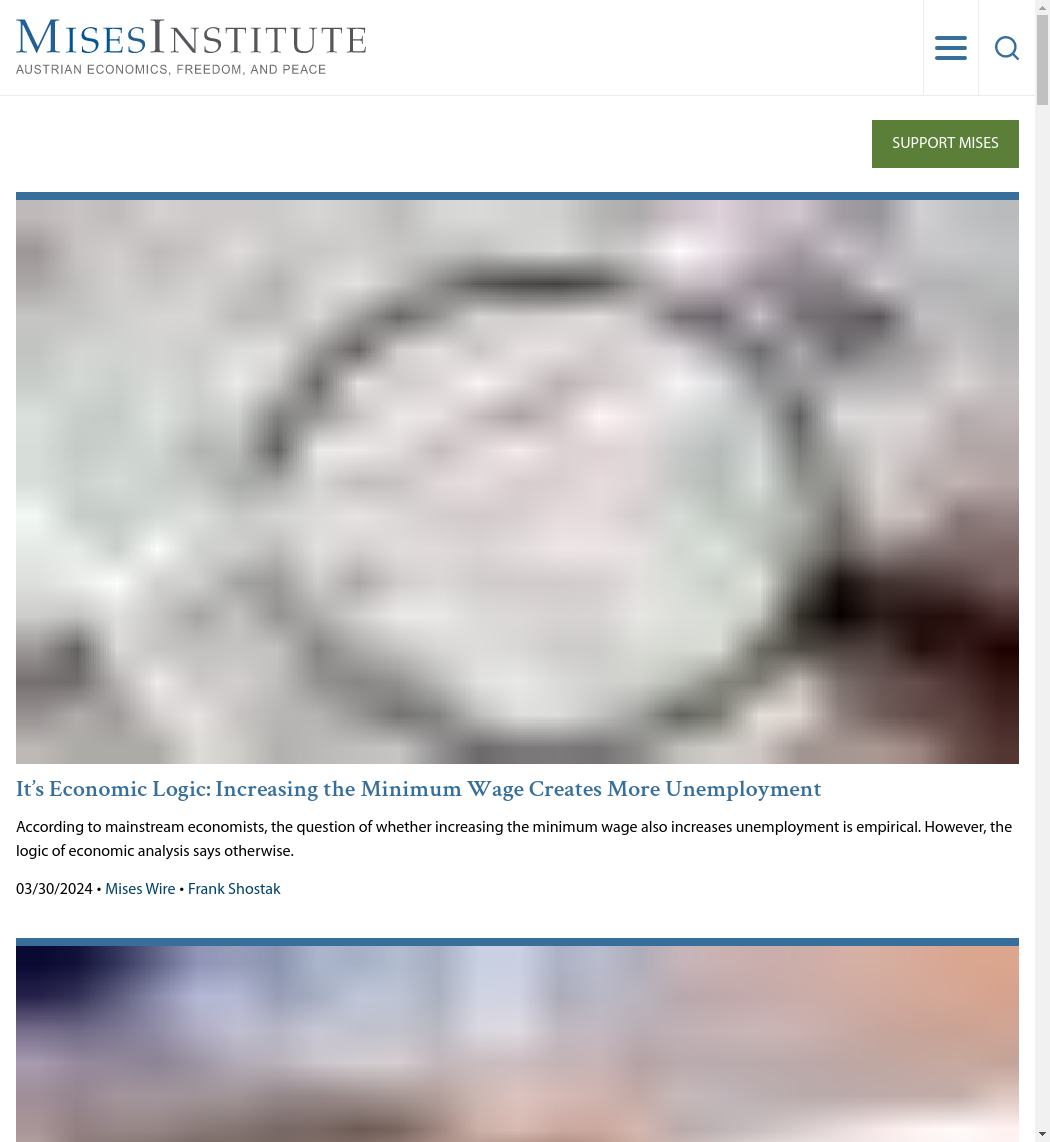 MISESINSTITUTE
AUSTRIAN ECONOMICS, FREEDOM, AND PEACE
SUPPORT MISES
It’s Economic Logic: Increasing the Minimum Wage Creates More Unemployment
According to mainstream economists, the question of whether increasing the minimum wage also increases unemployment is empirical. However, the
logic of economic analysis says otherwise.
03/30/2024 • Mises Wire • Frank Shostak